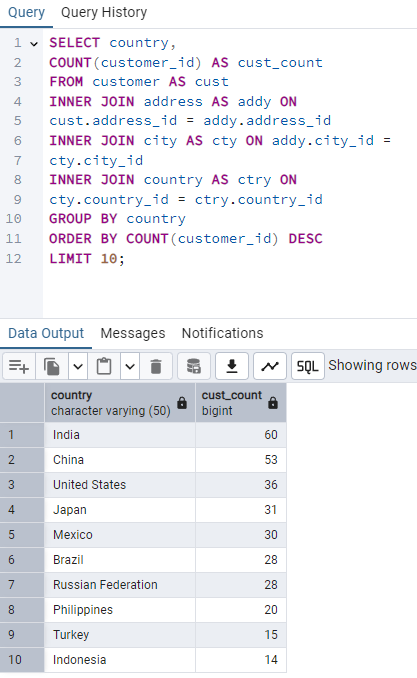 Query Query History
1 SELECT country,
2 COUNT(customer_id) AS cust_count
3 FROM customer AS cust
4 INNER JOIN address AS addy ON
5 cust.address_id = addy.address_id
6 INNER JOIN city AS cty ON addy.city_id =
7 cty.city_id
8 INNER JOIN country AS ctry ON
9 cty.country_id = ctry.country_id
10 GROUP BY country
11 ORDER BY COUNT(customer_id) DESC
12 LIMIT 10;
Data Output Messages Notifications
SQL Showing rows
country cust_count
character varying (50) bigint
1 India 60
2 China 53
3 United States 36
4 Japan 31
5 Mexico 30
6 Brazil 28
7 Russian Federation 28
8 Philippines 20
9 Turkey 15
10 Indonesia 14